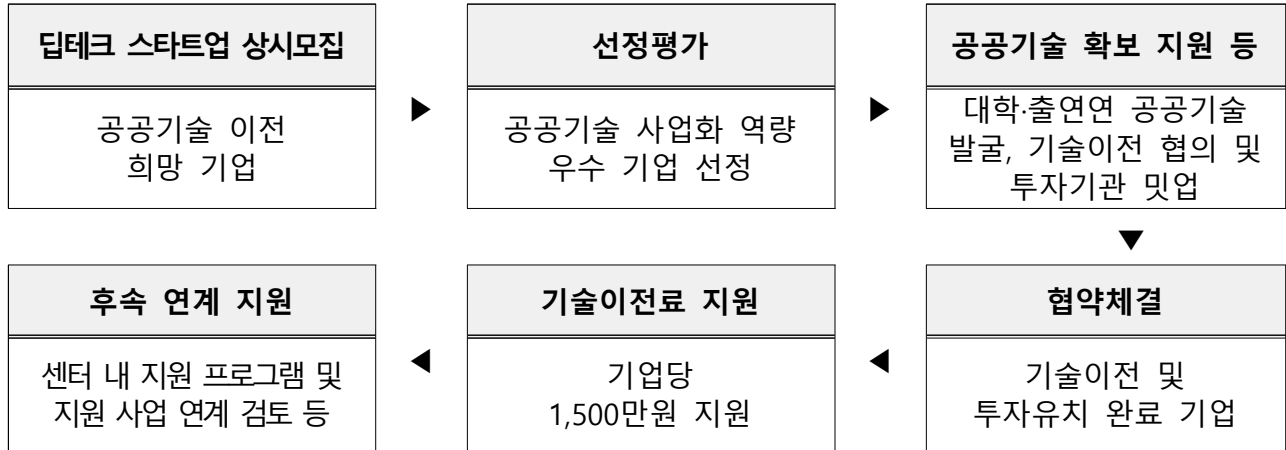 딥테크 스타트업 상시모집
공공기술 이전
희망 기업
▶
선정평가
공공기술 사업화 역량
우수 기업 선정
▶
공공기술 확보 지원 등
대학·출연연 공공기술
발굴, 기술이전 협의 및
투자기관 밋업
▼
협약체결
기술이전 및
투자유치 완료 기업
◀
기술이전료 지원
기업당
1,500만원 지원
◀
후속 연계 지원
센터 내 지원 프로그램 및
지원 사업 연계 검토 등